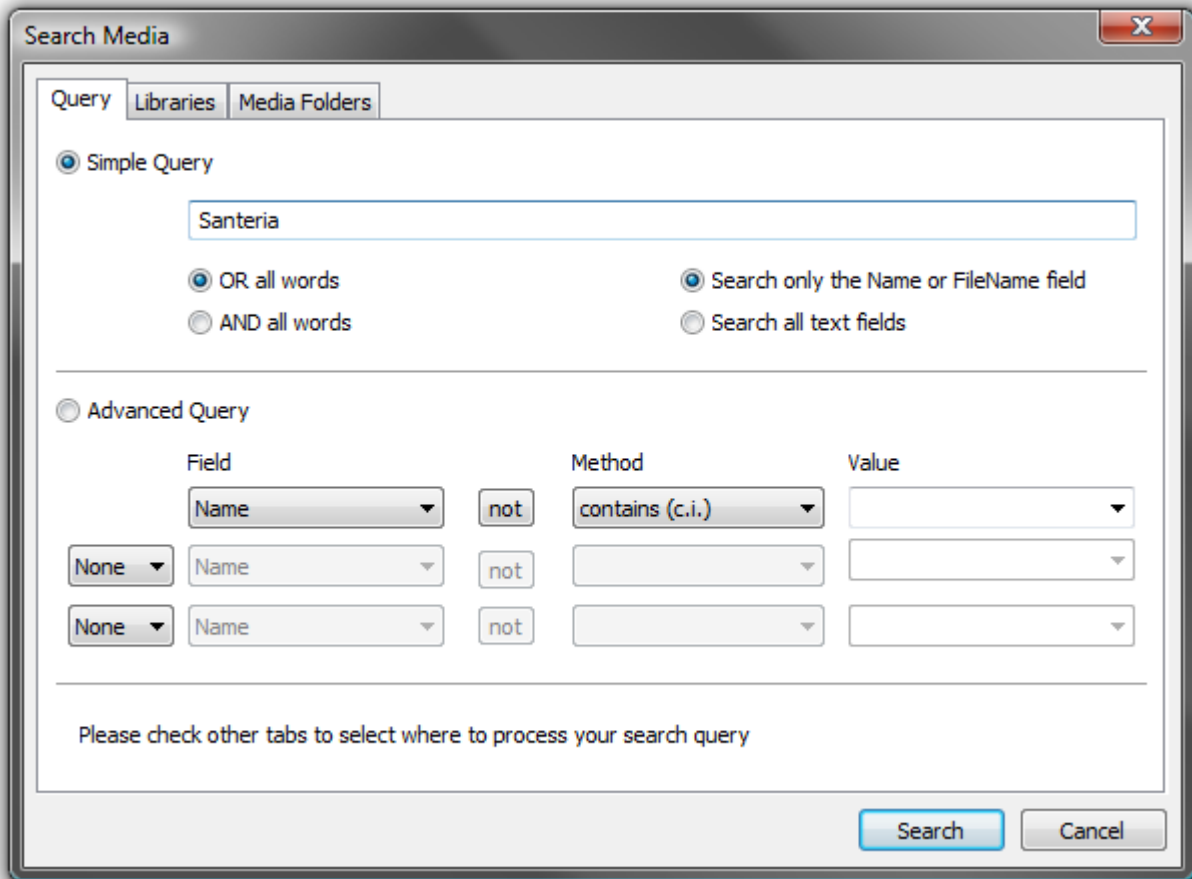 Search Media
Query Libraries Media Folders
Simple Query
Santeria
OR all words Search only the Name or FileName field
AND all words Search all text fields
Advanced Query
Field Method Value
Name not contains (c.i.)
None Name not
None Name not
Please check other tabs to select where to process your search query
Search Cancel